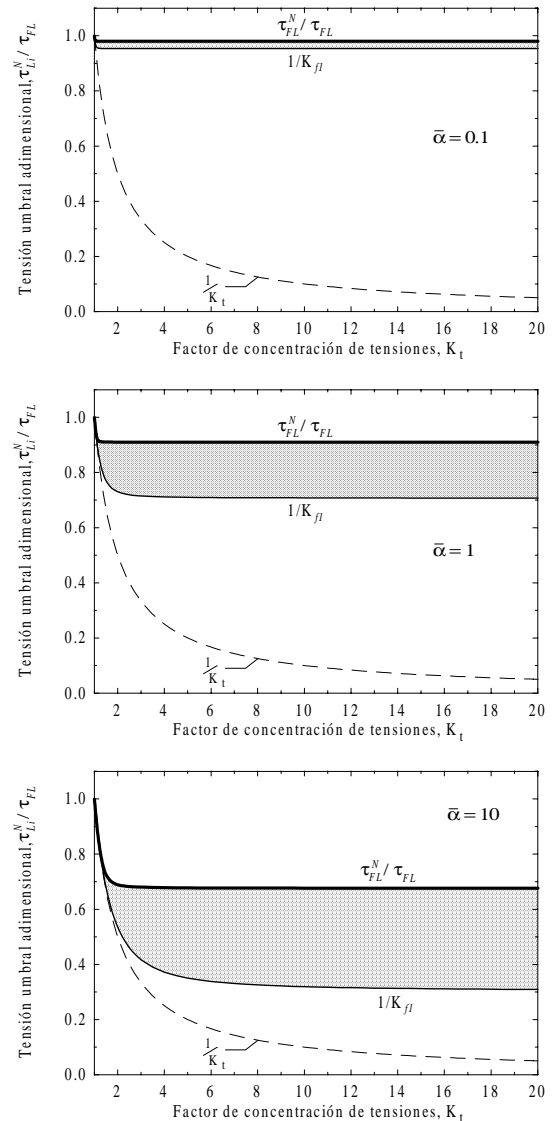 Tensión umbral adimensional, τ_Li^N / τ_FL
1.0
0.8
0.6
0.4
0.2
0.0
τ_FL^N / τ_FL
1/K_fl
ᾱ = 0.1
1/K_t
2 4 6 8 10 12 14 16 18 20
Factor de concentración de tensiones, K_t
Tensión umbral adimensional, τ_Li^N / τ_FL
1.0
0.8
0.6
0.4
0.2
0.0
τ_FL^N / τ_FL
1/K_fl
ᾱ = 1
1/K_t
2 4 6 8 10 12 14 16 18 20
Factor de concentración de tensiones, K_t
Tensión umbral adimensional, τ_Li^N / τ_FL
1.0
0.8
0.6
0.4
0.2
0.0
ᾱ = 10
τ_FL^N / τ_FL
1/K_fl
1/K_t
2 4 6 8 10 12 14 16 18 20
Factor de concentración de tensiones, K_t